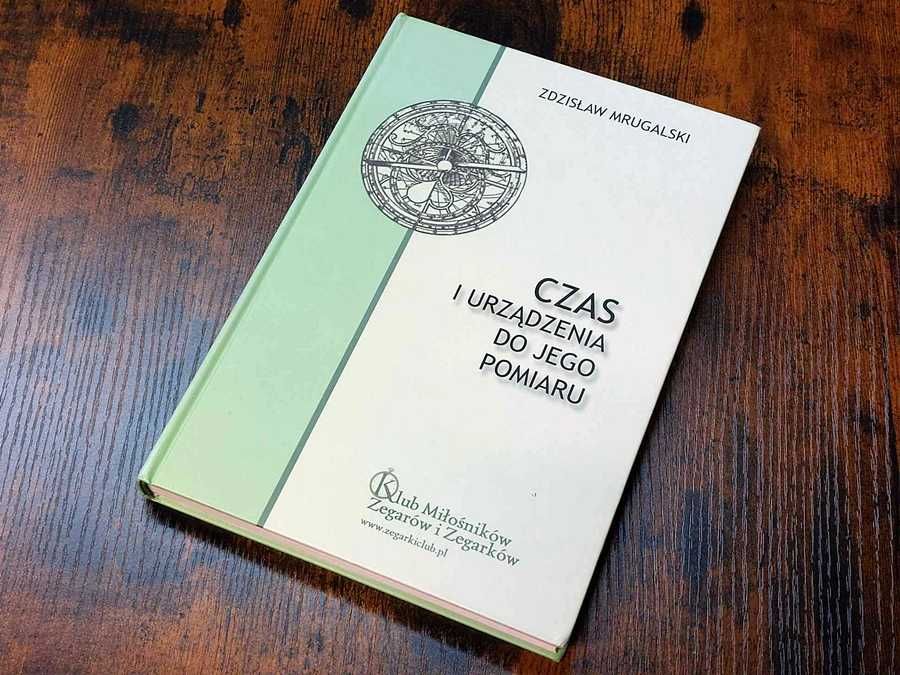 ZDZISŁAW MRUGALSKI
CZAS
I URZĄDZENIA
DO JEGO
POMIARU
Klub Miłośników
Zegarów i Zegarków
www.zegarkiclub.pl